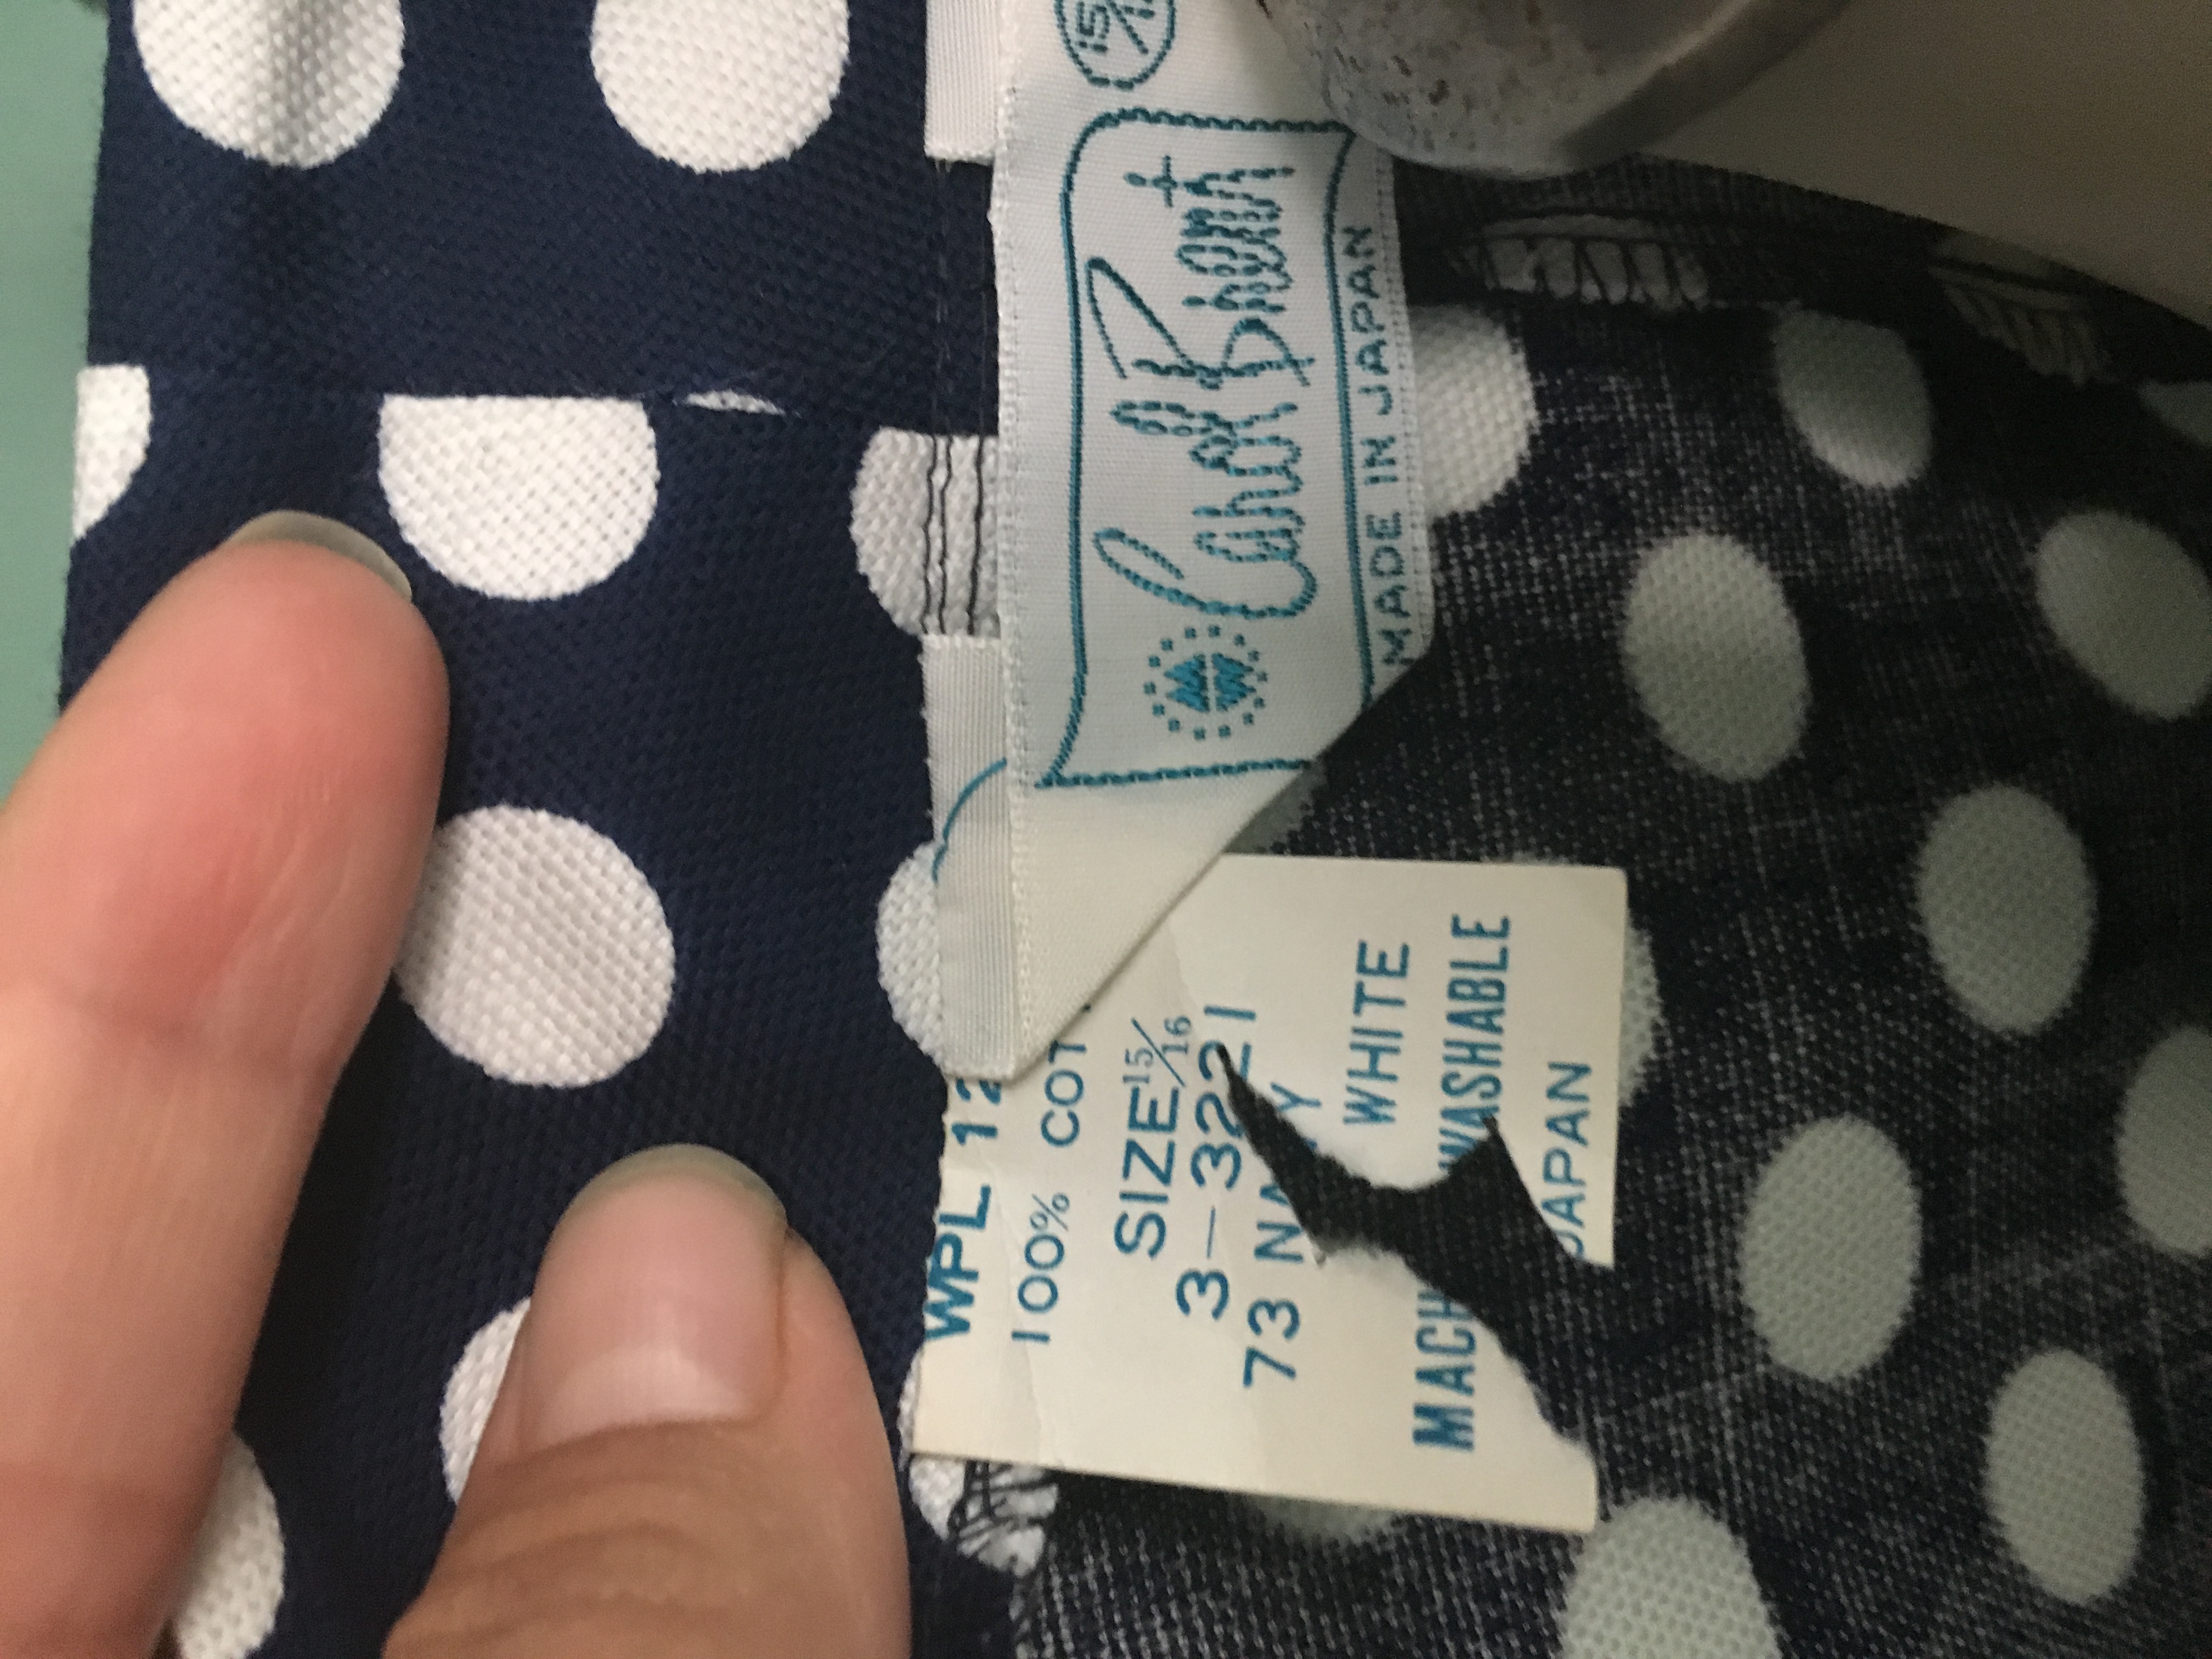 Carol Brent
MADE IN JAPAN
WPL 12
100% COT
SIZE 15/16
3-3221
73 NA Y
WHITE
MACH WASHABLE
JAPAN